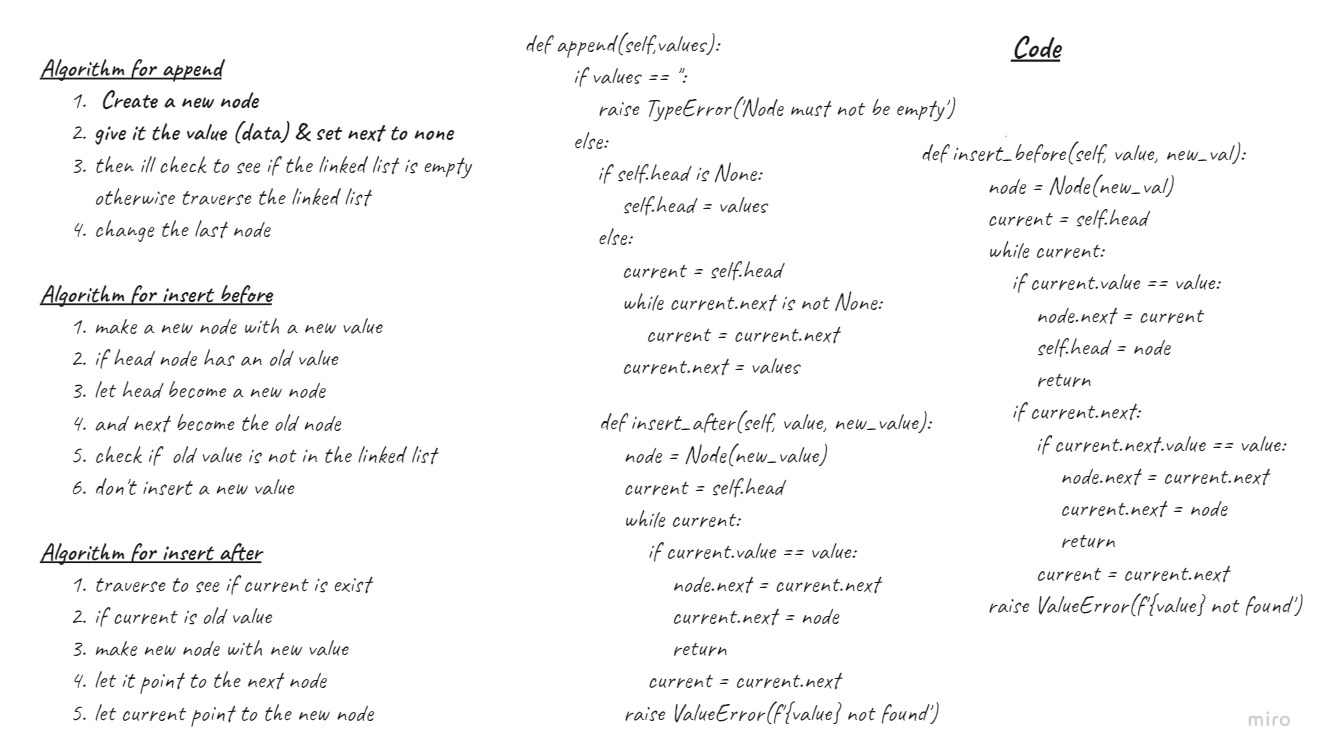 Algorithm for append
1. Create a new node
2. give it the value (data) & set next to none
3. then ill check to see if the linked list is empty
otherwise traverse the linked list
4. change the last node
Algorithm for insert before
1. make a new node with a new value
2. if head node has an old value
3. let head become a new node
4. and next become the old node
5. check if old value is not in the linked list
6. don't insert a new value
Algorithm for insert after
1. traverse to see if current is exist
2. if current is old value
3. make new node with new value
4. let it point to the next node
5. let current point to the new node
def append(self,values):
if values == '':
raise TypeError('Node must not be empty')
else:
if self.head is None:
self.head = values
else:
current = self.head
while current.next is not None:
current = current.next
current.next = values
def insert_after(self, value, new_value):
node = Node(new_value)
current = self.head
while current:
if current.value == value:
node.next = current.next
current.next = node
return
current = current.next
raise ValueError(f'{value} not found')
Code
def insert_before(self, value, new_val):
node = Node(new_val)
current = self.head
while current:
if current.value == value:
node.next = current
self.head = node
return
if current.next:
if current.next.value == value:
node.next = current.next
current.next = node
return
current = current.next
raise ValueError(f'{value} not found')
miro